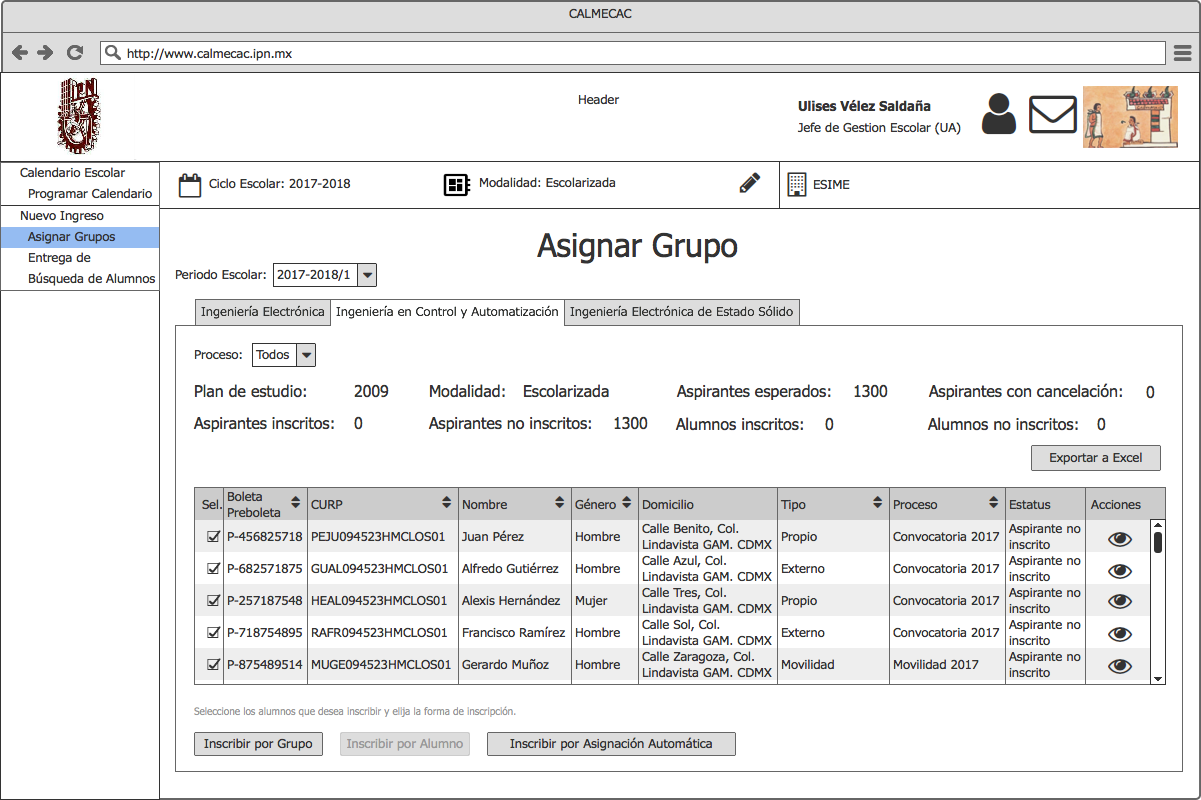 CALMECAC
http://www.calmecac.ipn.mx
IPN
Header
Ulises Vélez Saldaña
Jefe de Gestion Escolar (UA)
Calendario Escolar
Programar Calendario
Nuevo Ingreso
Asignar Grupos
Entrega de
Búsqueda de Alumnos
Ciclo Escolar: 2017-2018
Modalidad: Escolarizada
ESIME
Asignar Grupo
Periodo Escolar: 2017-2018/1
Ingeniería Electrónica
Ingeniería en Control y Automatización
Ingeniería Electrónica de Estado Sólido
Proceso: Todos
Plan de estudio: 2009 Modalidad: Escolarizada Aspirantes esperados: 1300 Aspirantes con cancelación: 0
Aspirantes inscritos: 0 Aspirantes no inscritos: 1300 Alumnos inscritos: 0 Alumnos no inscritos: 0
Exportar a Excel
Sel. Boleta Preboleta CURP Nombre Género Domicilio Tipo Proceso Estatus Acciones
P-456825718 PEJU094523HMCLOS01 Juan Pérez Hombre Calle Benito, Col. Lindavista GAM. CDMX Propio Convocatoria 2017 Aspirante no inscrito
P-682571875 GUAL094523HMCLOS01 Alfredo Gutiérrez Hombre Calle Azul, Col. Lindavista GAM. CDMX Externo Convocatoria 2017 Aspirante no inscrito
P-257187548 HEAL094523HMCLOS01 Alexis Hernández Mujer Calle Tres, Col. Lindavista GAM. CDMX Propio Convocatoria 2017 Aspirante no inscrito
P-718754895 RAFR094523HMCLOS01 Francisco Ramírez Hombre Calle Sol, Col. Lindavista GAM. CDMX Externo Convocatoria 2017 Aspirante no inscrito
P-875489514 MUGE094523HMCLOS01 Gerardo Muñoz Hombre Calle Zaragoza, Col. Lindavista GAM. CDMX Movilidad Movilidad 2017 Aspirante no inscrito
Seleccione los alumnos que desea inscribir y elija la forma de inscripción.
Inscribir por Grupo
Inscribir por Alumno
Inscribir por Asignación Automática